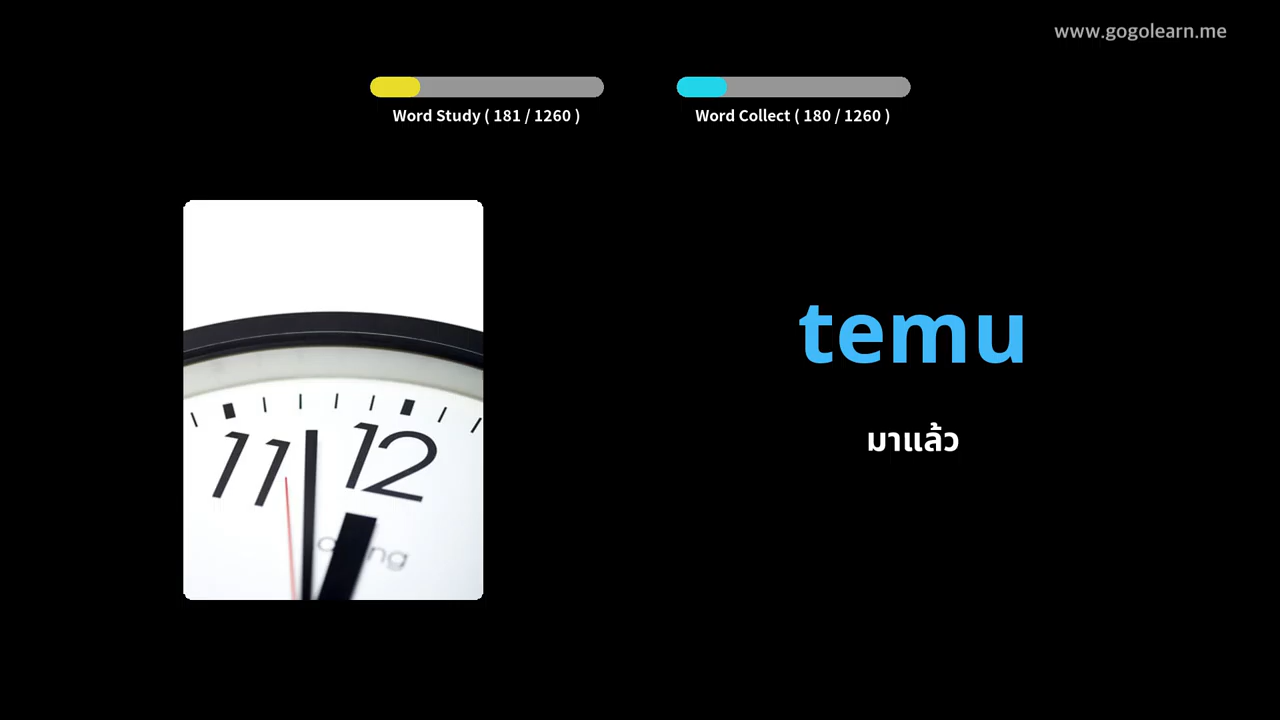 www.gogolearn.me
Word Study ( 181 / 1260 )
Word Collect ( 180 / 1260 )
11
12
temu
มาแล้ว